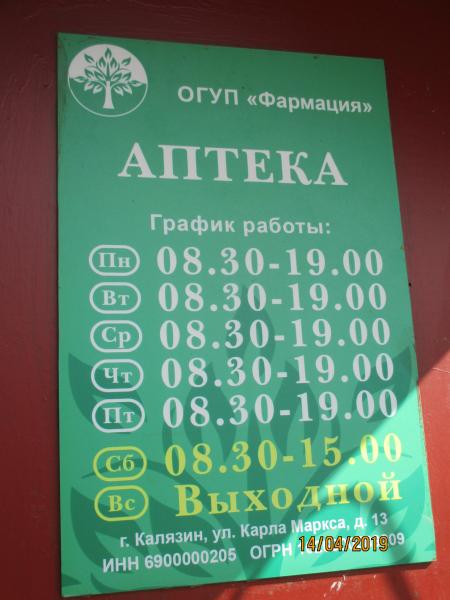 ОГУП «Фармация»
АПТЕКА
График работы:
Пн 08.30-19.00
Вт 08.30-19.00
Ср 08.30-19.00
Чт 08.30-19.00
Пт 08.30-19.00
Сб 08.30-15.00
Вс Выходной
г. Калязин, ул. Карла Маркса, д. 13
ИНН 6900000205 ОГРН
14/04/2019